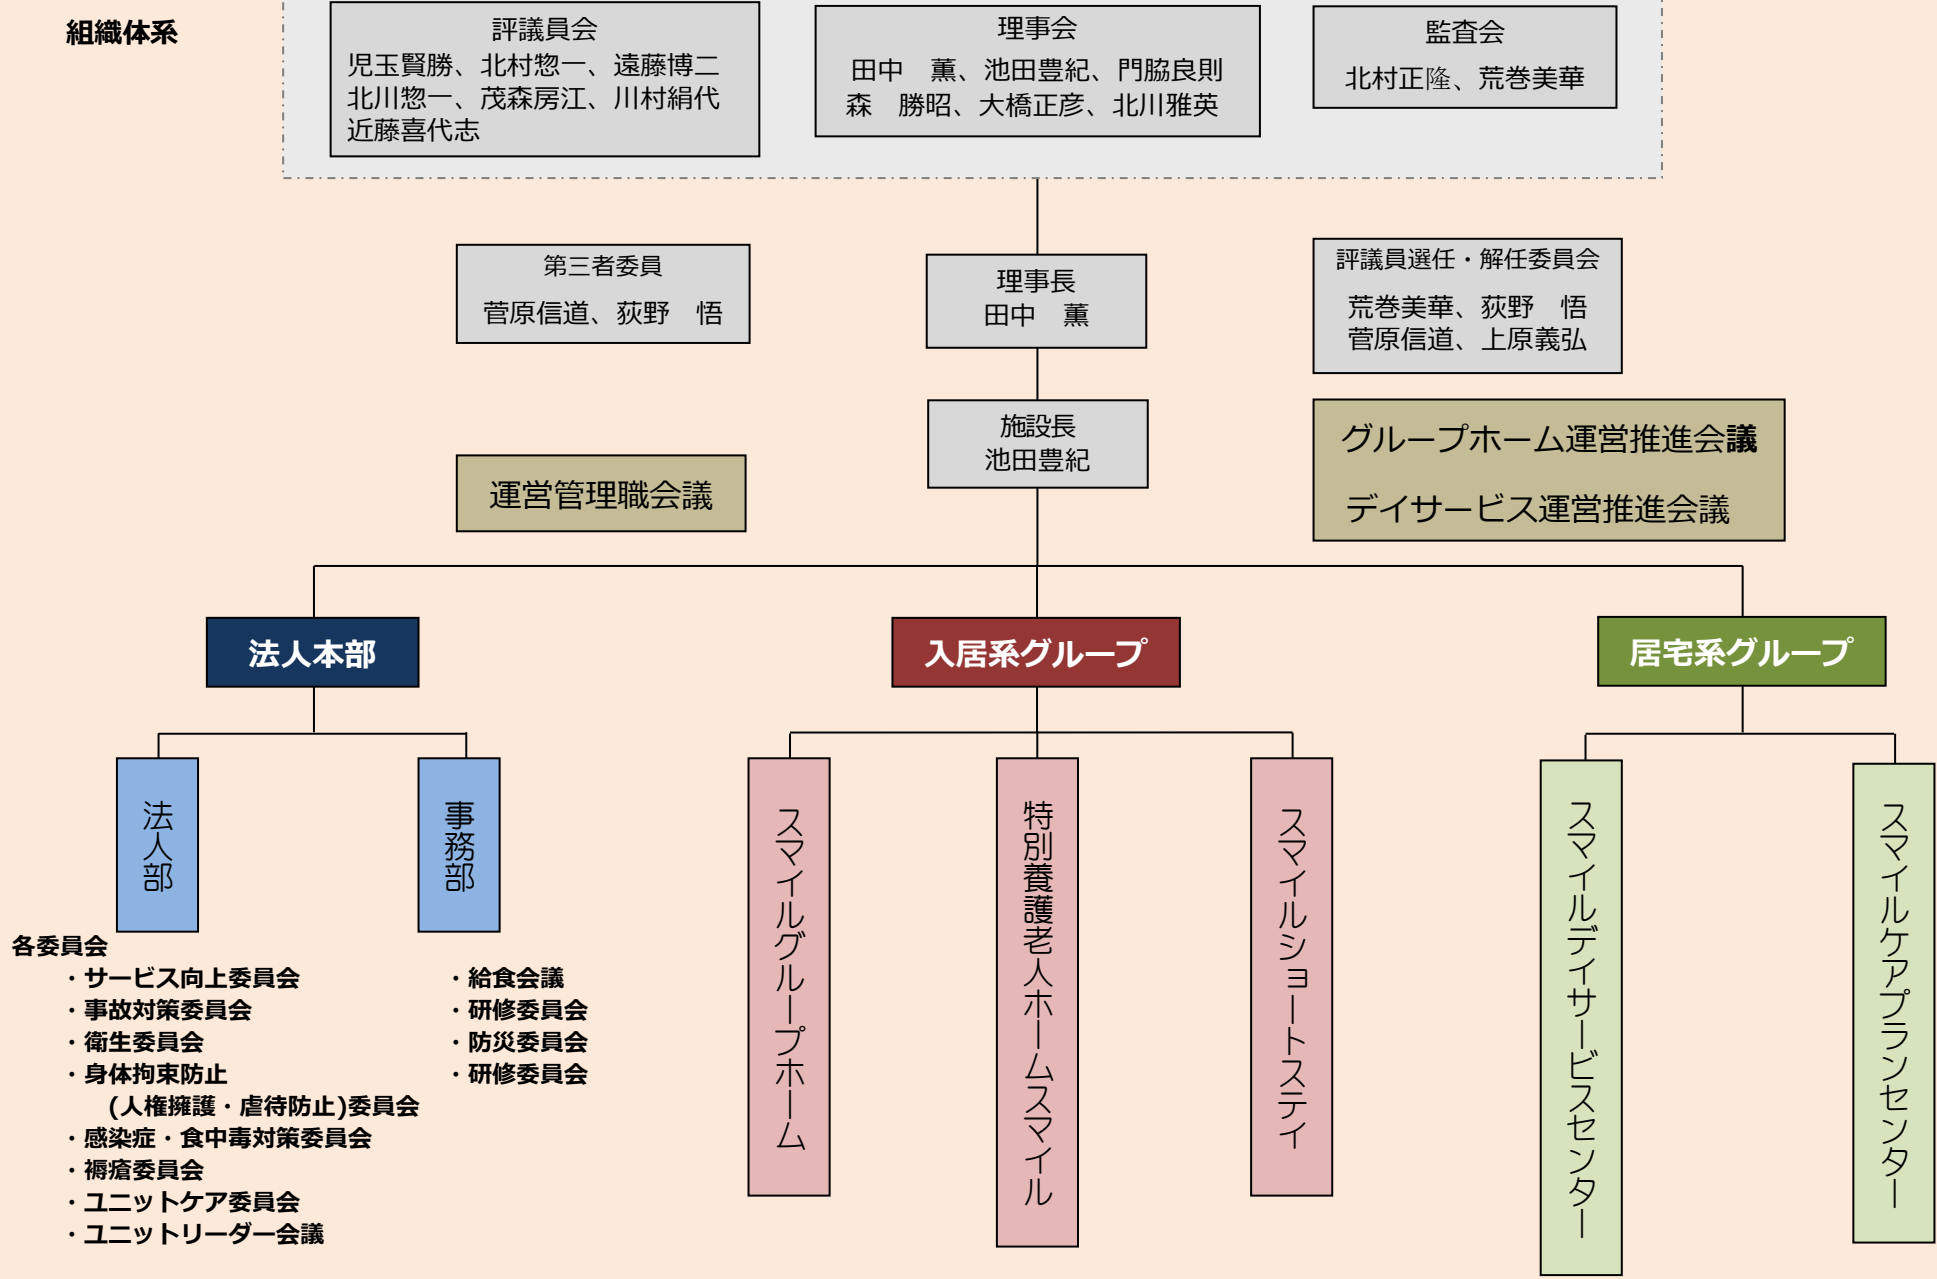 組織体系
評議員会
児玉賢勝、北村惣一、遠藤博二
北川惣一、茂森房江、川村絹代
近藤喜代志
理事会
田中　薫、池田豊紀、門脇良則
森　勝昭、大橋正彦、北川雅英
監査会
北村正隆、荒巻美華
第三者委員
菅原信道、荻野　悟
理事長
田中　薫
評議員選任・解任委員会
荒巻美華、荻野　悟
菅原信道、上原義弘
施設長
池田豊紀
運営管理職会議
グループホーム運営推進会議
デイサービス運営推進会議
法人本部
入居系グループ
居宅系グループ
法人部
事務部
スマイルグループホーム
特別養護老人ホームスマイル
スマイルショートステイ
スマイルデイサービスセンター
スマイルケアプランセンター
各委員会
・サービス向上委員会
・事故対策委員会
・衛生委員会
・身体拘束防止
(人権擁護・虐待防止)委員会
・感染症・食中毒対策委員会
・褥瘡委員会
・ユニットケア委員会
・ユニットリーダー会議
・給食会議
・研修委員会
・防災委員会
・研修委員会